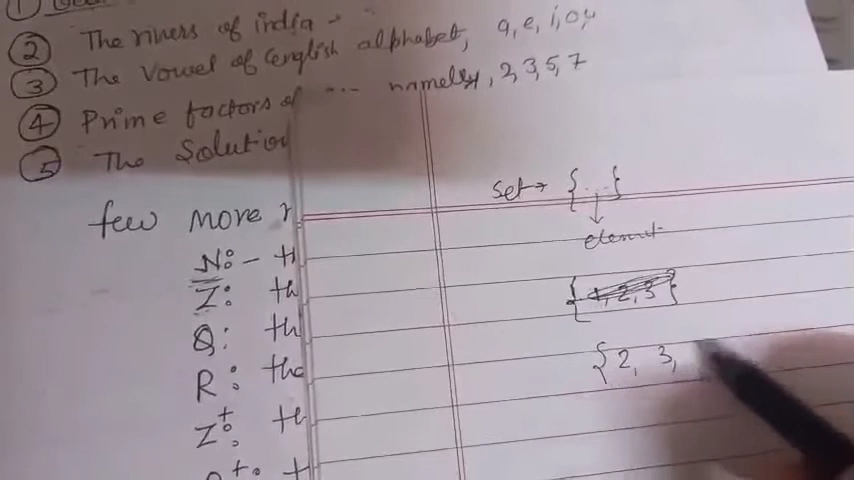 ①
② The rivers of india -
③ The vowel of English alphabet, a, e, i, o, u
④ Prime factors of ... namely, 2, 3, 5, 7
⑤ The Solution
few more
N: - th
Z: th
Q: th
R: the
Z+: th
Q+: t
Set → { . . }
element
{ 1, 2, 3 }
{ 2, 3,